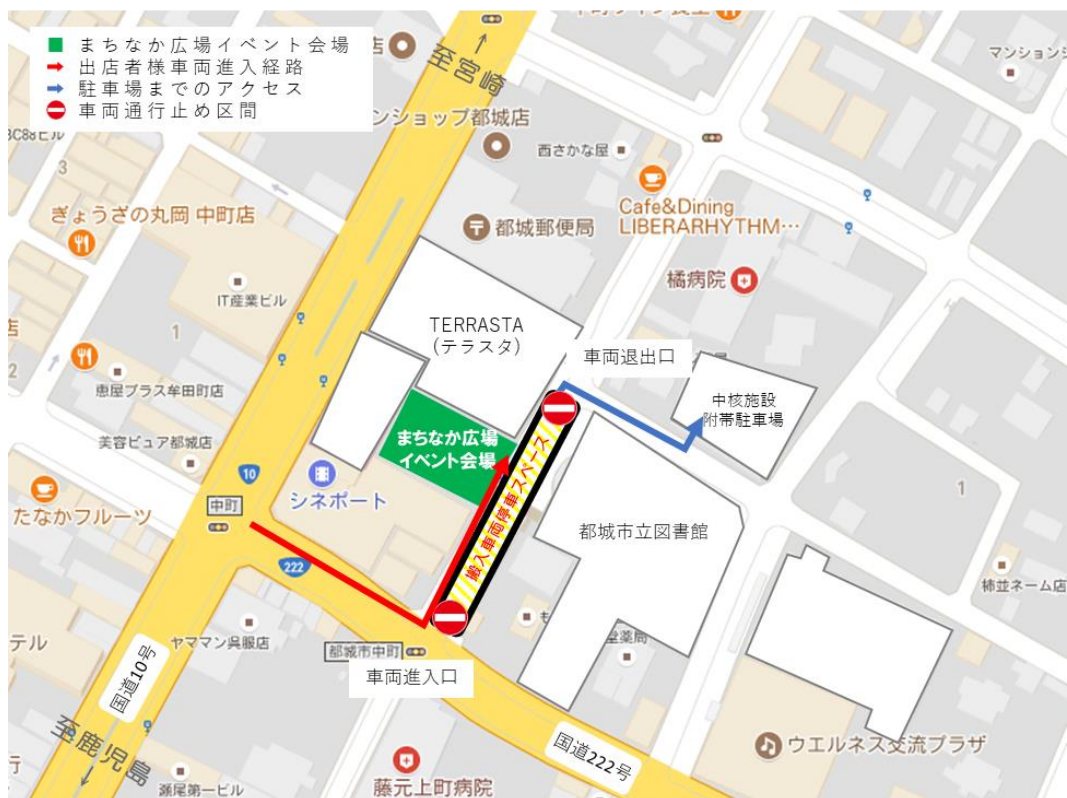 まちなか広場イベント会場
出店者様車両進入経路
駐車場までのアクセス
車両通行止め区間
至宮崎
マンション
ンショップ都城店
西さかな屋
3
ぎょうざの丸岡 中町店
Cafe&Dining
LIBERARHYTHM…
都城郵便局
橘病院
IT産業ビル
TERRASTA
(テラスタ)
1
車両退出口
店
2
恵屋プラス牟田町店
中核施設
附帯駐車場
まちなか広場
イベント会場
美容ピュア都城店
搬入車両停車スペース
10
シネポート
中町
1
たなかフルーツ
都城市立図書館
222
柿並ネーム店
も
堂薬局
テル
ヤママン呉服店
都城市中町
車両進入口
国道10号
至鹿児島
国道222号
ウエルネス交流プラザ
行
瀬尾第一ビル
藤元上町病院